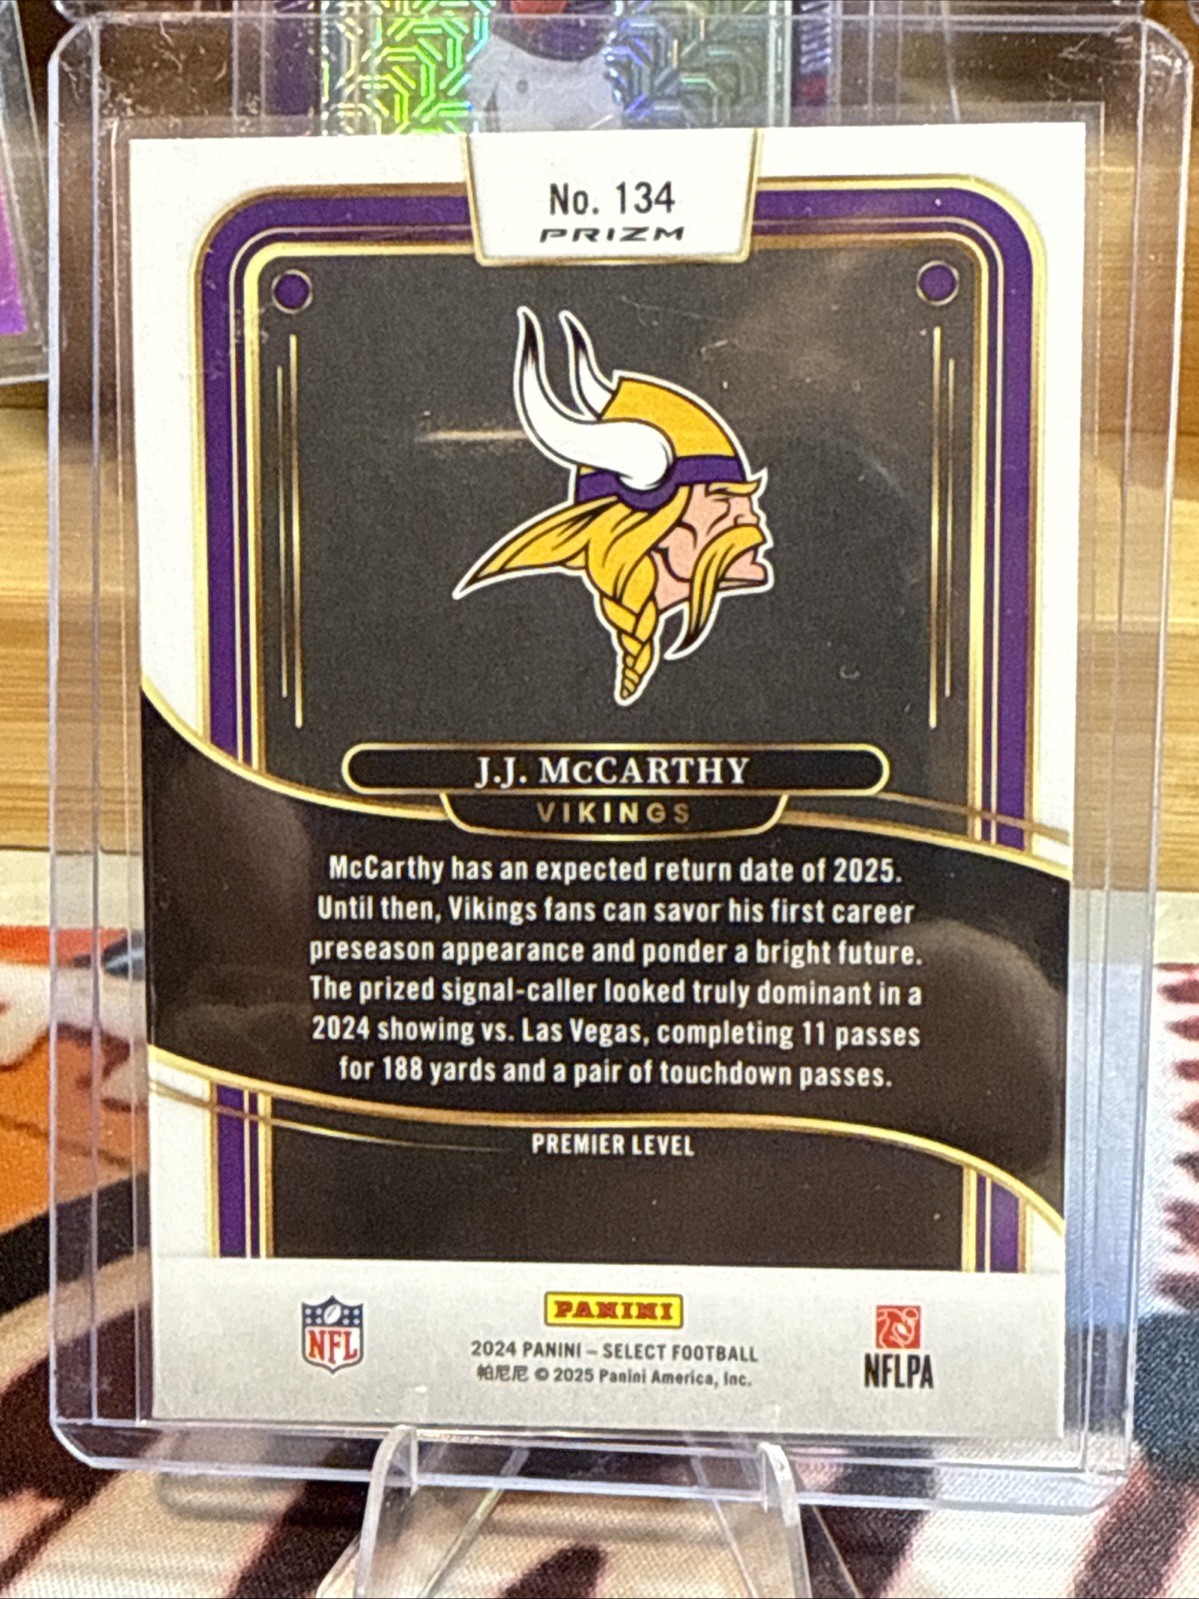 No. 134
PRIZM
J.J. McCARTHY
VIKINGS
McCarthy has an expected return date of 2025.
Until then, Vikings fans can savor his first career
preseason appearance and ponder a bright future.
The prized signal-caller looked truly dominant in a
2024 showing vs. Las Vegas, completing 11 passes
for 188 yards and a pair of touchdown passes.
PREMIER LEVEL
NFL
PANINI
2024 PANINI – SELECT FOOTBALL
帕尼尼 © 2025 Panini America, Inc.
NFLPA